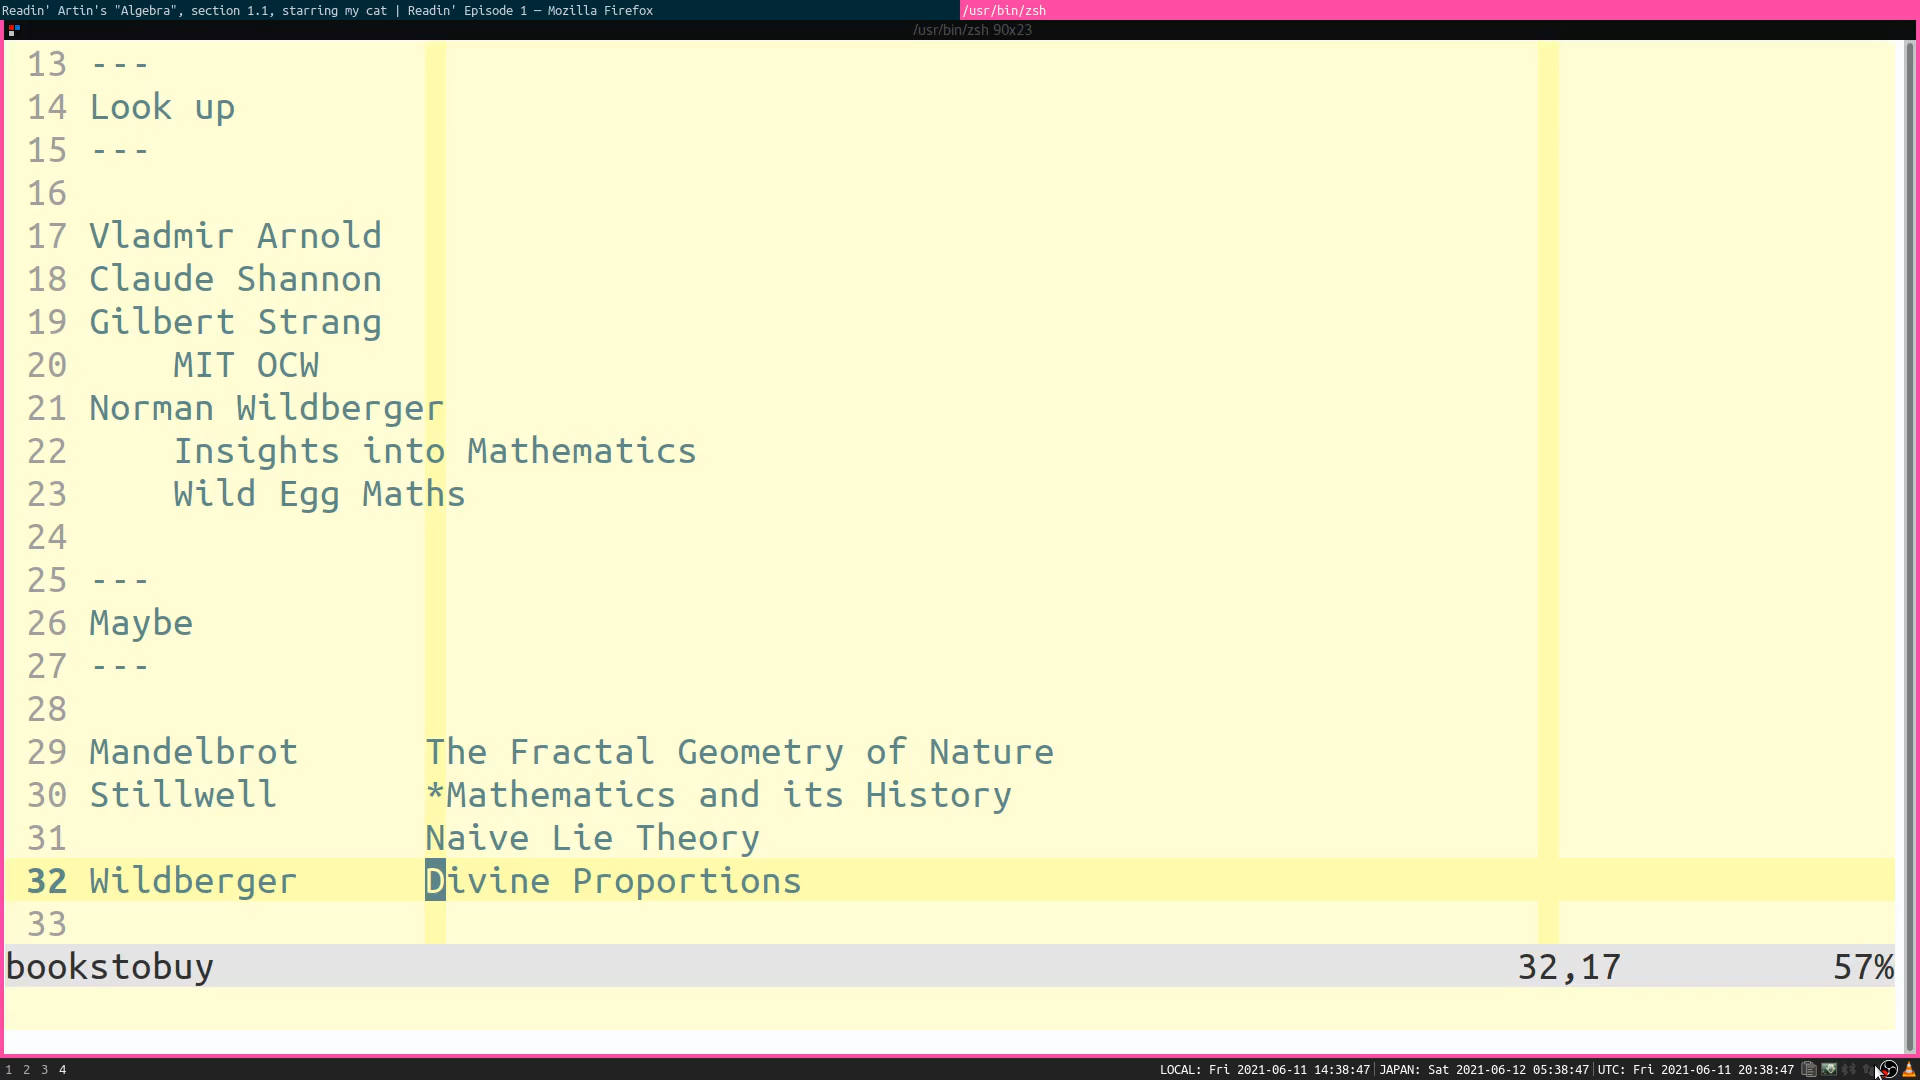 Readin' Artin's "Algebra", section 1.1, starring my cat | Readin' Episode 1 — Mozilla Firefox
/usr/bin/zsh
/usr/bin/zsh 90x23
13 ---
14 Look up
15 ---
16
17 Vladmir Arnold
18 Claude Shannon
19 Gilbert Strang
20 MIT OCW
21 Norman Wildberger
22 Insights into Mathematics
23 Wild Egg Maths
24
25 ---
26 Maybe
27 ---
28
29 Mandelbrot The Fractal Geometry of Nature
30 Stillwell *Mathematics and its History
31 Naive Lie Theory
32 Wildberger Divine Proportions
33
bookstobuy 32,17 57%
1 2 3 4 LOCAL: Fri 2021-06-11 14:38:47 | JAPAN: Sat 2021-06-12 05:38:47 | UTC: Fri 2021-06-11 20:38:47